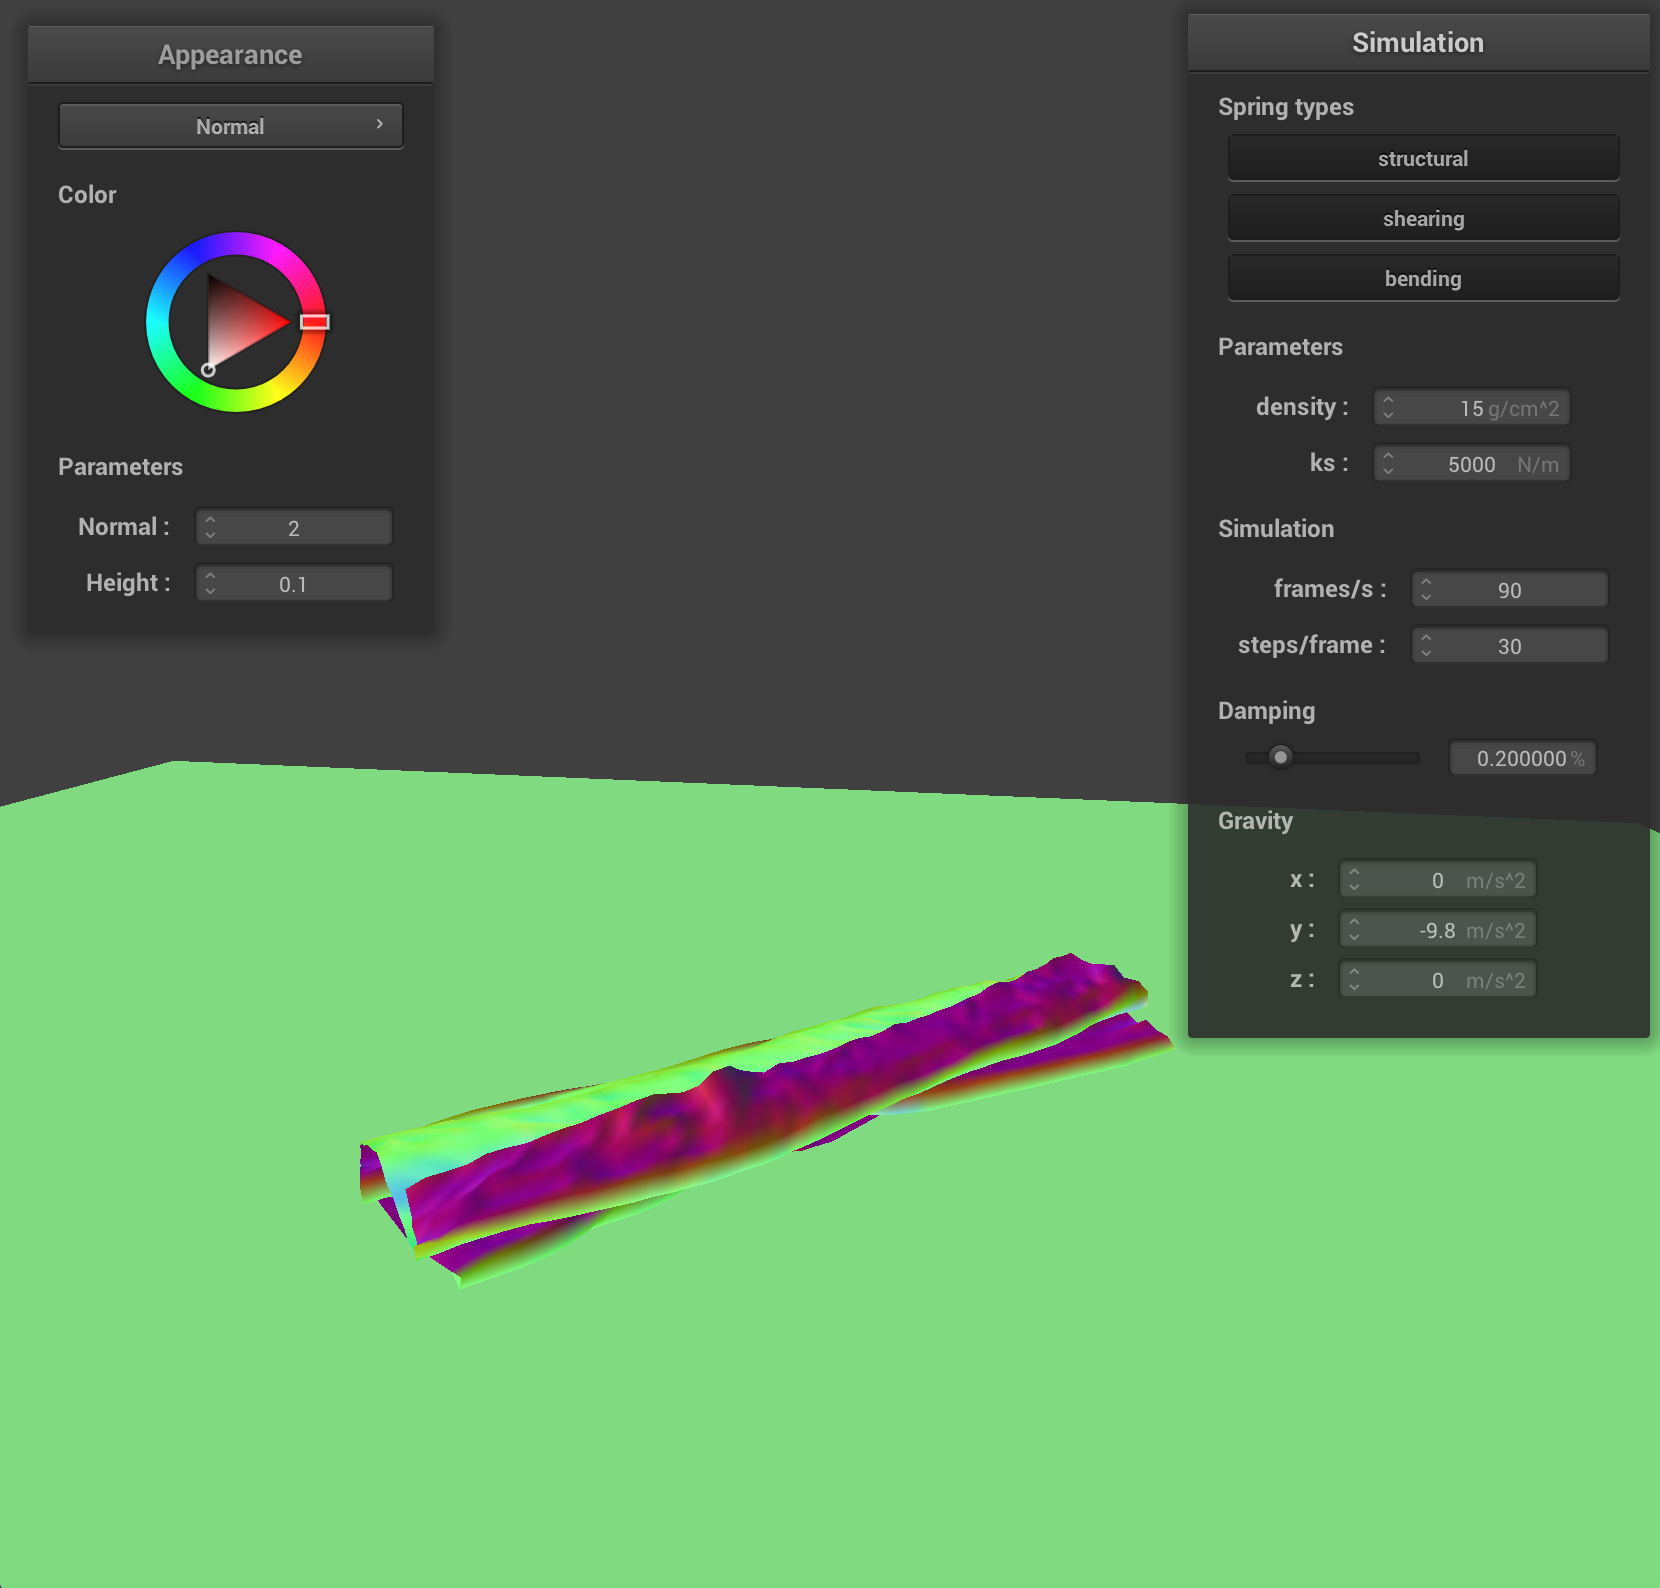 Appearance
Normal
Color
Parameters
Normal : 2
Height : 0.1
Simulation
Spring types
structural
shearing
bending
Parameters
density : 15 g/cm^2
ks : 5000 N/m
Simulation
frames/s : 90
steps/frame : 30
Damping
0.200000 %
Gravity
x : 0 m/s^2
y : -9.8 m/s^2
z : 0 m/s^2